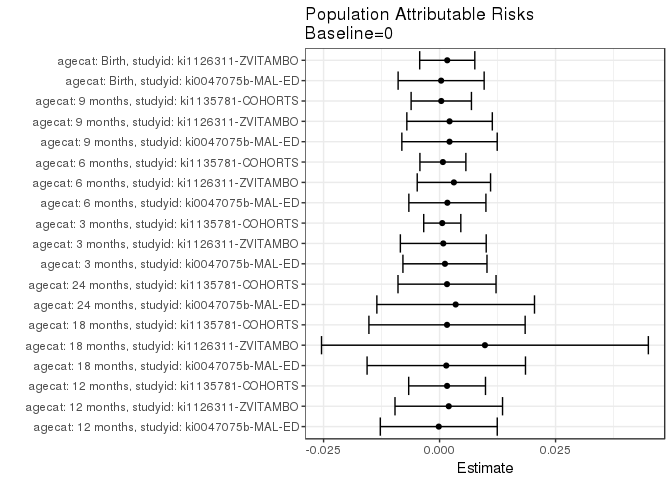 Population Attributable Risks
Baseline=0
agecat: Birth, studyid: ki1126311-ZVITAMBO
agecat: Birth, studyid: ki0047075b-MAL-ED
agecat: 9 months, studyid: ki1135781-COHORTS
agecat: 9 months, studyid: ki1126311-ZVITAMBO
agecat: 9 months, studyid: ki0047075b-MAL-ED
agecat: 6 months, studyid: ki1135781-COHORTS
agecat: 6 months, studyid: ki1126311-ZVITAMBO
agecat: 6 months, studyid: ki0047075b-MAL-ED
agecat: 3 months, studyid: ki1135781-COHORTS
agecat: 3 months, studyid: ki1126311-ZVITAMBO
agecat: 3 months, studyid: ki0047075b-MAL-ED
agecat: 24 months, studyid: ki1135781-COHORTS
agecat: 24 months, studyid: ki0047075b-MAL-ED
agecat: 18 months, studyid: ki1135781-COHORTS
agecat: 18 months, studyid: ki1126311-ZVITAMBO
agecat: 18 months, studyid: ki0047075b-MAL-ED
agecat: 12 months, studyid: ki1135781-COHORTS
agecat: 12 months, studyid: ki1126311-ZVITAMBO
agecat: 12 months, studyid: ki0047075b-MAL-ED
-0.025 0.000 0.025
Estimate